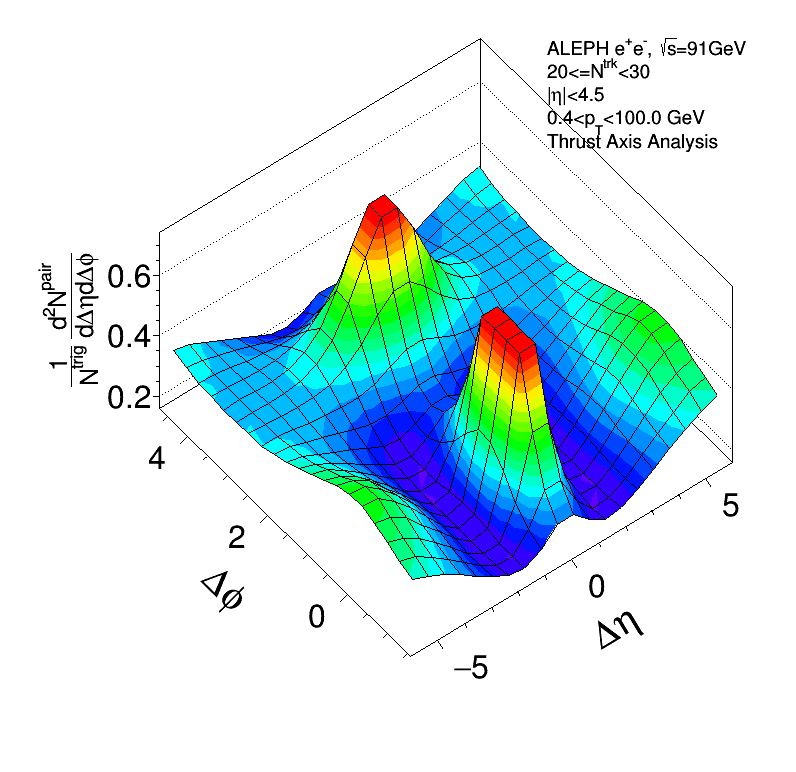 ALEPH e⁺e⁻, √s=91GeV
20<=Nᵗʳᵏ<30
|η|<4.5
0.4<p_T<100.0 GeV
Thrust Axis Analysis
1/N^trig d²N^pair/dΔηdΔφ
0.6
0.4
0.2
4
2
0
Δφ
−5
0
5
Δη